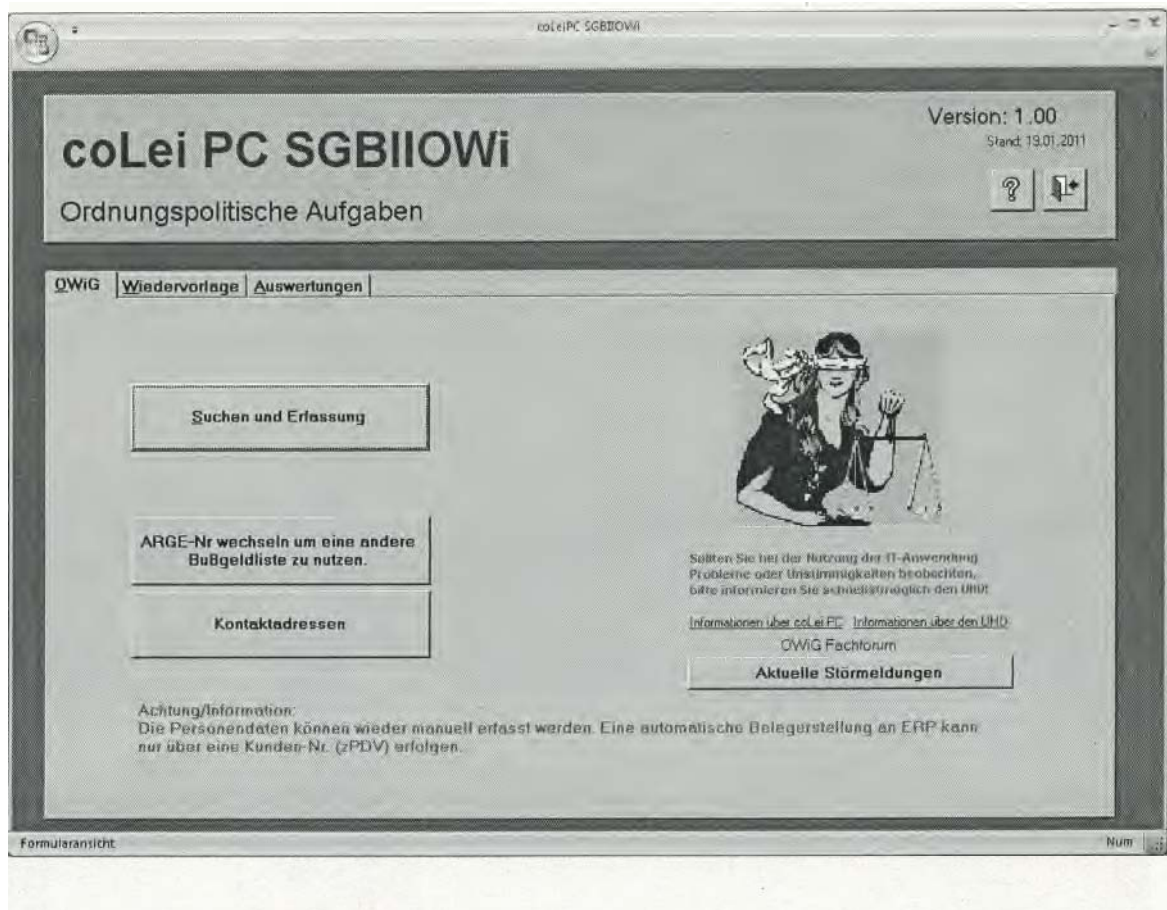 coLeiPC SGBIIOWi
coLei PC SGBIIOWi
Version: 1.00
Stand: 19.01.2011
Ordnungspolitische Aufgaben
OWiG Wiedervorlage Auswertungen
Suchen und Erfassung
ARGE-Nr wechseln um eine andere
Bußgeldliste zu nutzen.
Kontaktadressen
Sollten Sie bei der Nutzung der IT-Anwendung
Probleme oder Unstimmigkeiten beobachten,
bitte informieren Sie schnellstmöglich den UHD!
Informationen über coLei PC Informationen über den UHD
OWiG Fachforum
Aktuelle Störmeldungen
Achtung/Information:
Die Personendaten können wieder manuell erfasst werden. Eine automatische Belegerstellung an ERP kann
nur über eine Kunden-Nr. (zPDV) erfolgen.
Formularansicht
Num